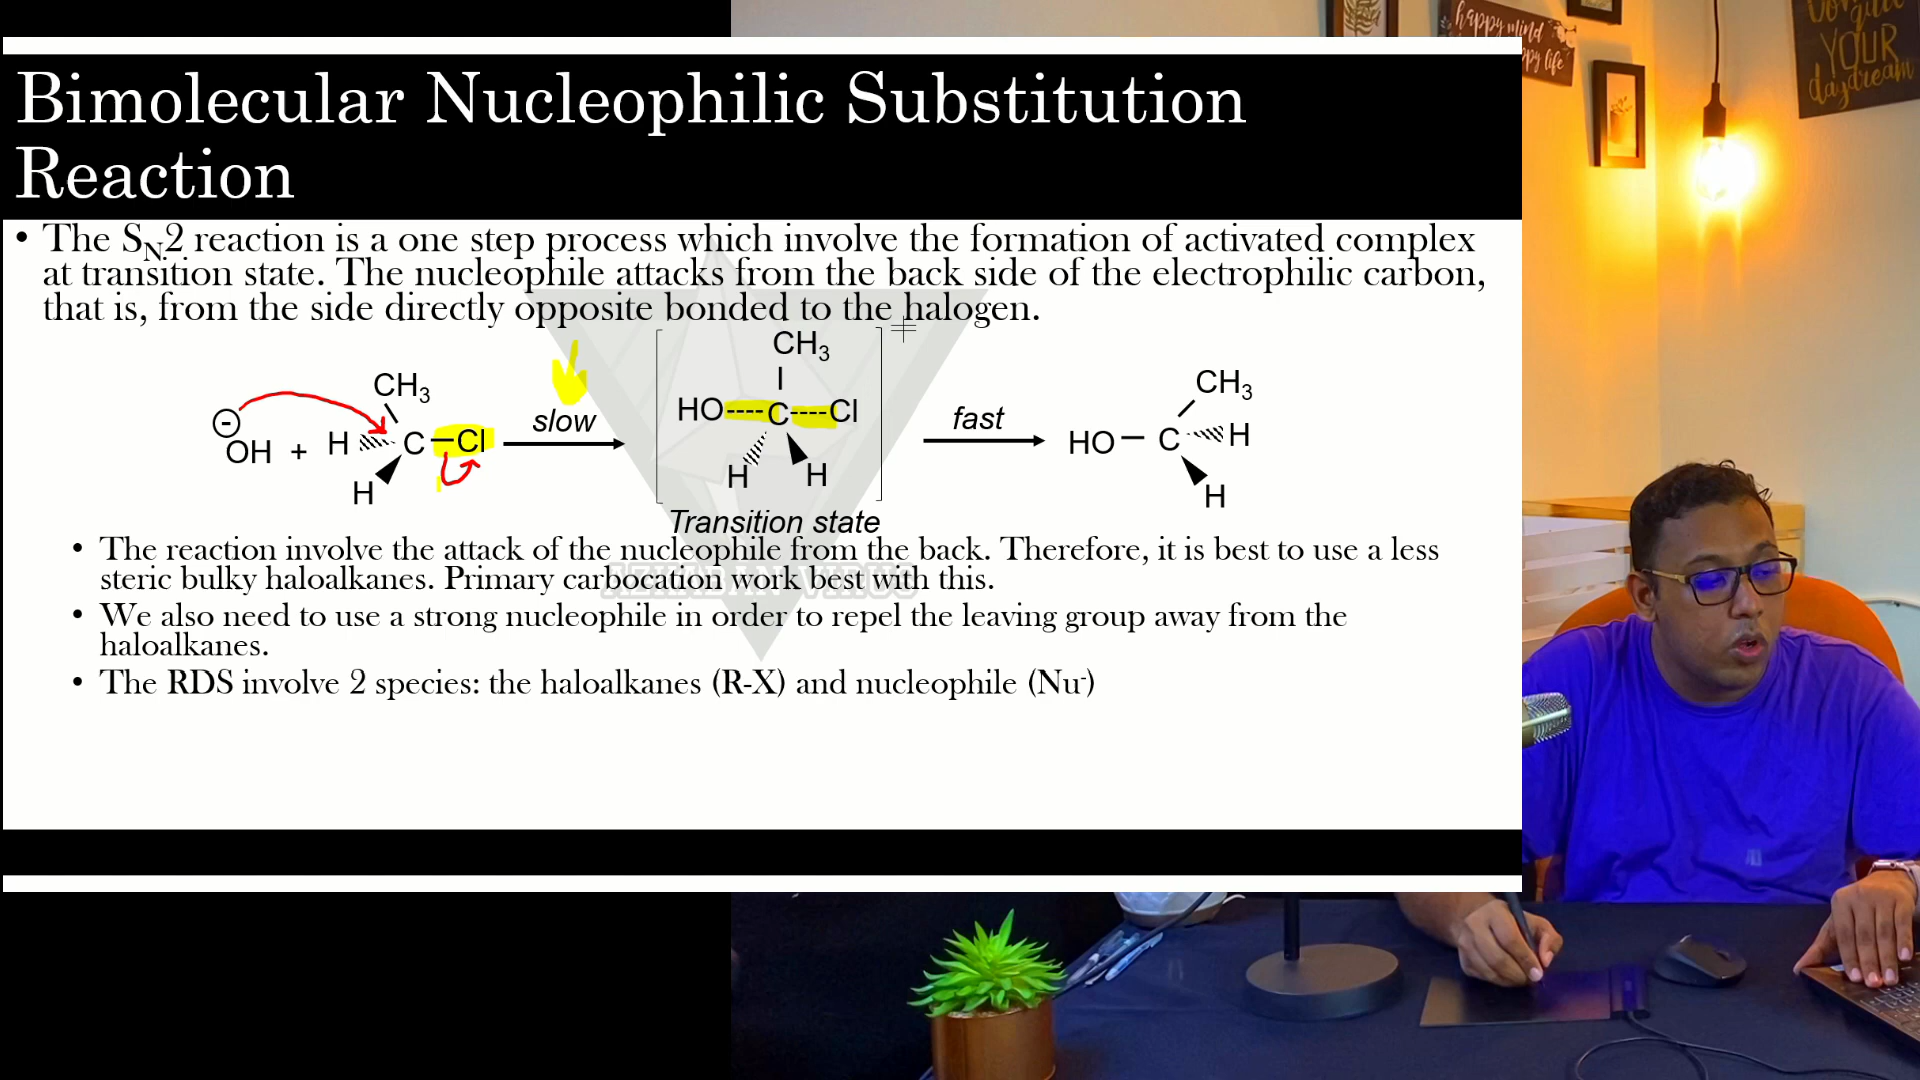 happy mind
happy life
YOUR
daydream
Bimolecular Nucleophilic Substitution
Reaction
• The SN2 reaction is a one step process which involve the formation of activated complex
at transition state. The nucleophile attacks from the back side of the electrophilic carbon,
that is, from the side directly opposite bonded to the halogen.
CH3
CH3
CH3
HO----C----Cl
slow
fast
- OH + H C — Cl
HO — C H
H
H H
H
Transition state
• The reaction involve the attack of the nucleophile from the back. Therefore, it is best to use a less
steric bulky haloalkanes. Primary carbocation work best with this.
AZKABAN VIRUS
• We also need to use a strong nucleophile in order to repel the leaving group away from the
haloalkanes.
• The RDS involve 2 species: the haloalkanes (R-X) and nucleophile (Nu-)